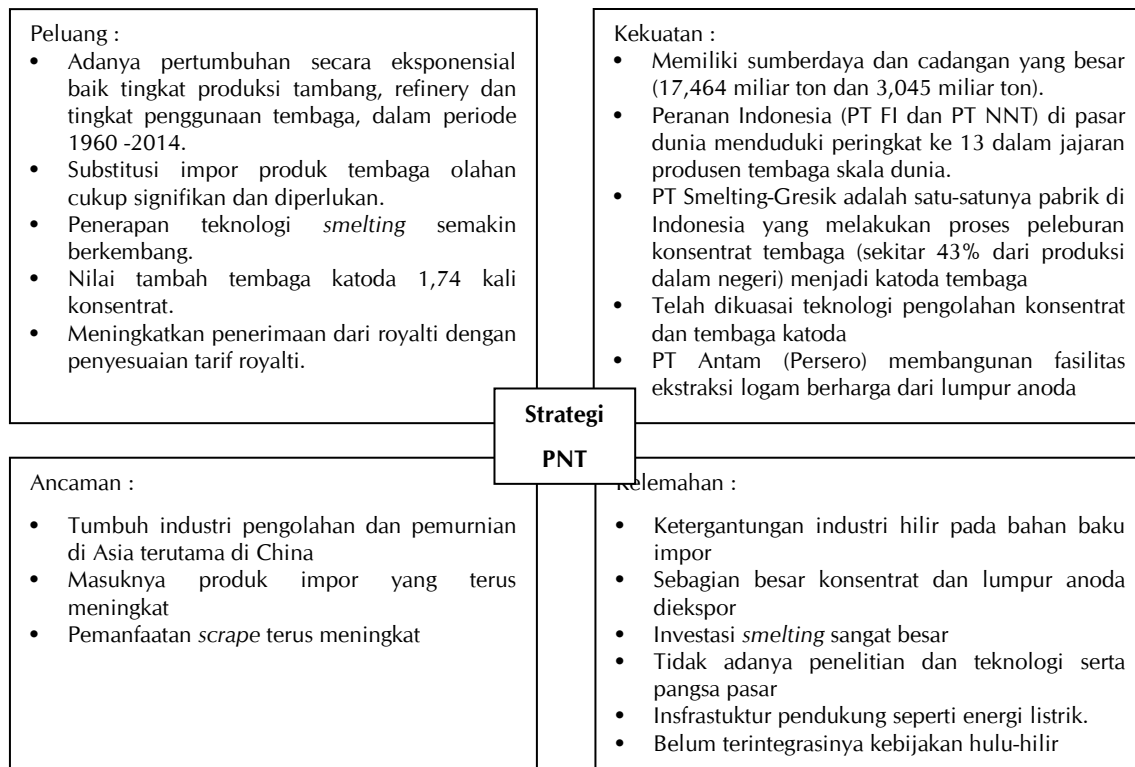 Peluang :
• Adanya pertumbuhan secara eksponensial
baik tingkat produksi tambang, refinery dan
tingkat penggunaan tembaga, dalam periode
1960 -2014.
• Substitusi impor produk tembaga olahan
cukup signifikan dan diperlukan.
• Penerapan teknologi smelting semakin
berkembang.
• Nilai tambah tembaga katoda 1,74 kali
konsentrat.
• Meningkatkan penerimaan dari royalti dengan
penyesuaian tarif royalti.
Kekuatan :
• Memiliki sumberdaya dan cadangan yang besar
(17,464 miliar ton dan 3,045 miliar ton).
• Peranan Indonesia (PT FI dan PT NNT) di pasar
dunia menduduki peringkat ke 13 dalam jajaran
produsen tembaga skala dunia.
• PT Smelting-Gresik adalah satu-satunya pabrik di
Indonesia yang melakukan proses peleburan
konsentrat tembaga (sekitar 43% dari produksi
dalam negeri) menjadi katoda tembaga
• Telah dikuasai teknologi pengolahan konsentrat
dan tembaga katoda
• PT Antam (Persero) membangunan fasilitas
ekstraksi logam berharga dari lumpur anoda
Strategi
PNT
Ancaman :
• Tumbuh industri pengolahan dan pemurnian
di Asia terutama di China
• Masuknya produk impor yang terus
meningkat
• Pemanfaatan scrape terus meningkat
Kelemahan :
• Ketergantungan industri hilir pada bahan baku
impor
• Sebagian besar konsentrat dan lumpur anoda
diekspor
• Investasi smelting sangat besar
• Tidak adanya penelitian dan teknologi serta
pangsa pasar
• Insfrastuktur pendukung seperti energi listrik.
• Belum terintegrasinya kebijakan hulu-hilir